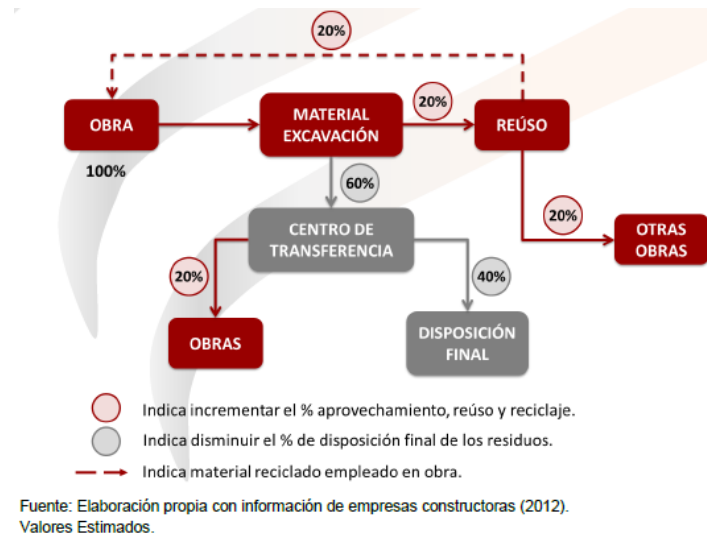 20%
OBRA
100%
MATERIAL
EXCAVACIÓN
20%
REÚSO
60%
CENTRO DE
TRANSFERENCIA
20%
OTRAS
OBRAS
20%
40%
OBRAS
DISPOSICIÓN
FINAL
Indica incrementar el % aprovechamiento, reúso y reciclaje.
Indica disminuir el % de disposición final de los residuos.
Indica material reciclado empleado en obra.
Fuente: Elaboración propia con información de empresas constructoras (2012).
Valores Estimados.